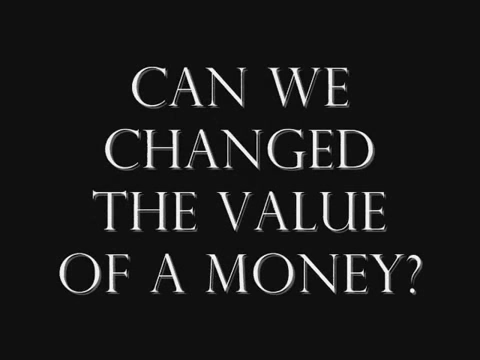 CAN WE
CHANGED
THE VALUE
OF A MONEY?